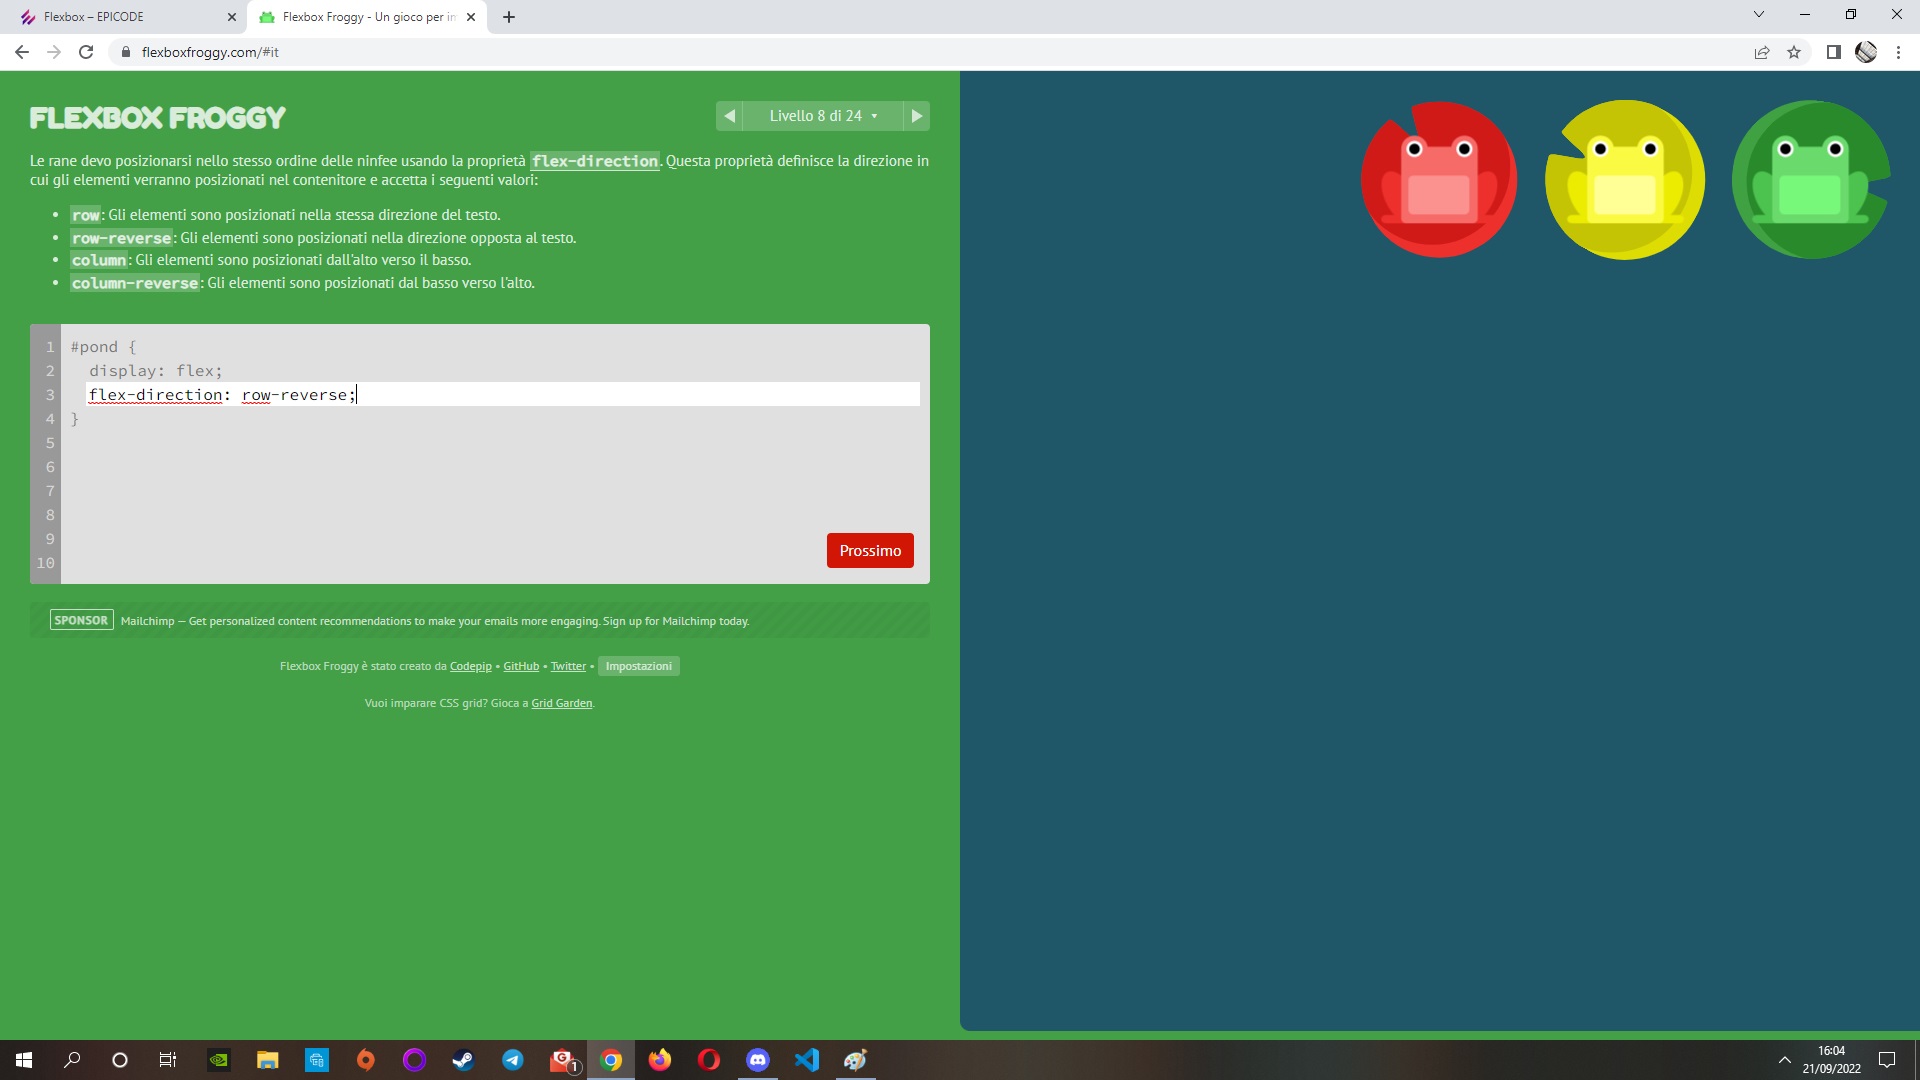 Flexbox – EPICODE
Flexbox Froggy - Un gioco per im
flexboxfroggy.com/#it
FLEXBOX FROGGY
Livello 8 di 24
Le rane devo posizionarsi nello stesso ordine delle ninfee usando la proprietà flex-direction. Questa proprietà definisce la direzione in
cui gli elementi verranno posizionati nel contenitore e accetta i seguenti valori:
• row: Gli elementi sono posizionati nella stessa direzione del testo.
• row-reverse: Gli elementi sono posizionati nella direzione opposta al testo.
• column: Gli elementi sono posizionati dall'alto verso il basso.
• column-reverse: Gli elementi sono posizionati dal basso verso l'alto.
1 #pond {
2 display: flex;
3 flex-direction: row-reverse;
4 }
5
6
7
8
9
10
Prossimo
SPONSOR Mailchimp — Get personalized content recommendations to make your emails more engaging. Sign up for Mailchimp today.
Flexbox Froggy è stato creato da Codepip • GitHub • Twitter • Impostazioni
Vuoi imparare CSS grid? Gioca a Grid Garden.
G 1
16:04
21/09/2022